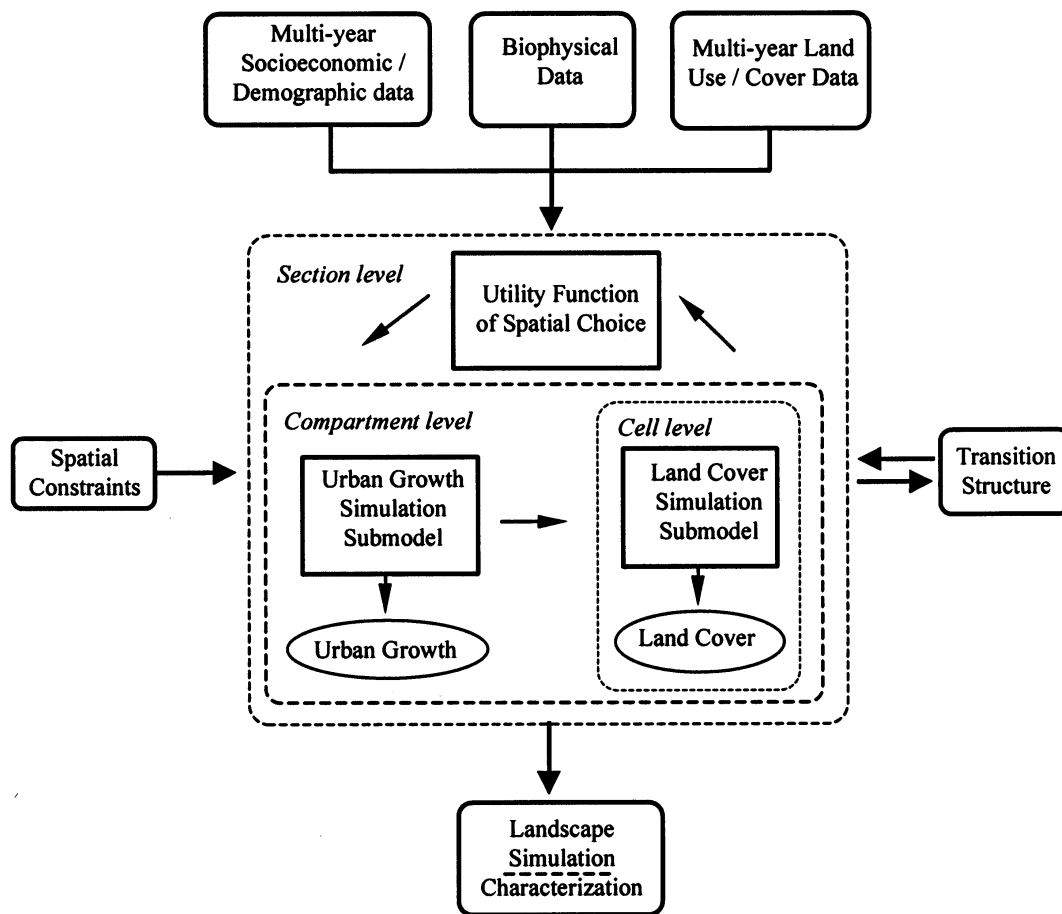 Multi-year
Socioeconomic /
Demographic data
Biophysical
Data
Multi-year Land
Use / Cover Data
Section level
Utility Function
of Spatial Choice
Compartment level
Cell level
Spatial
Constraints
Urban Growth
Simulation
Submodel
Land Cover
Simulation
Submodel
Transition
Structure
Urban Growth
Land Cover
Landscape
Simulation
Characterization